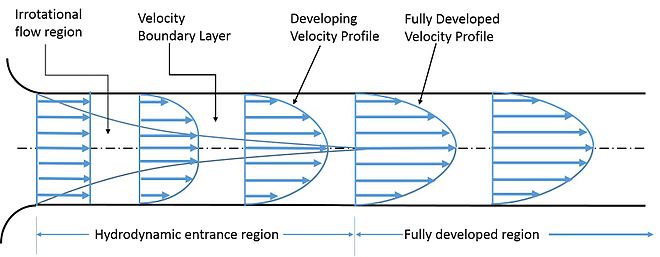 Irrotational
flow region
Velocity
Boundary Layer
Developing
Velocity Profile
Fully Developed
Velocity Profile
Hydrodynamic entrance region
Fully developed region